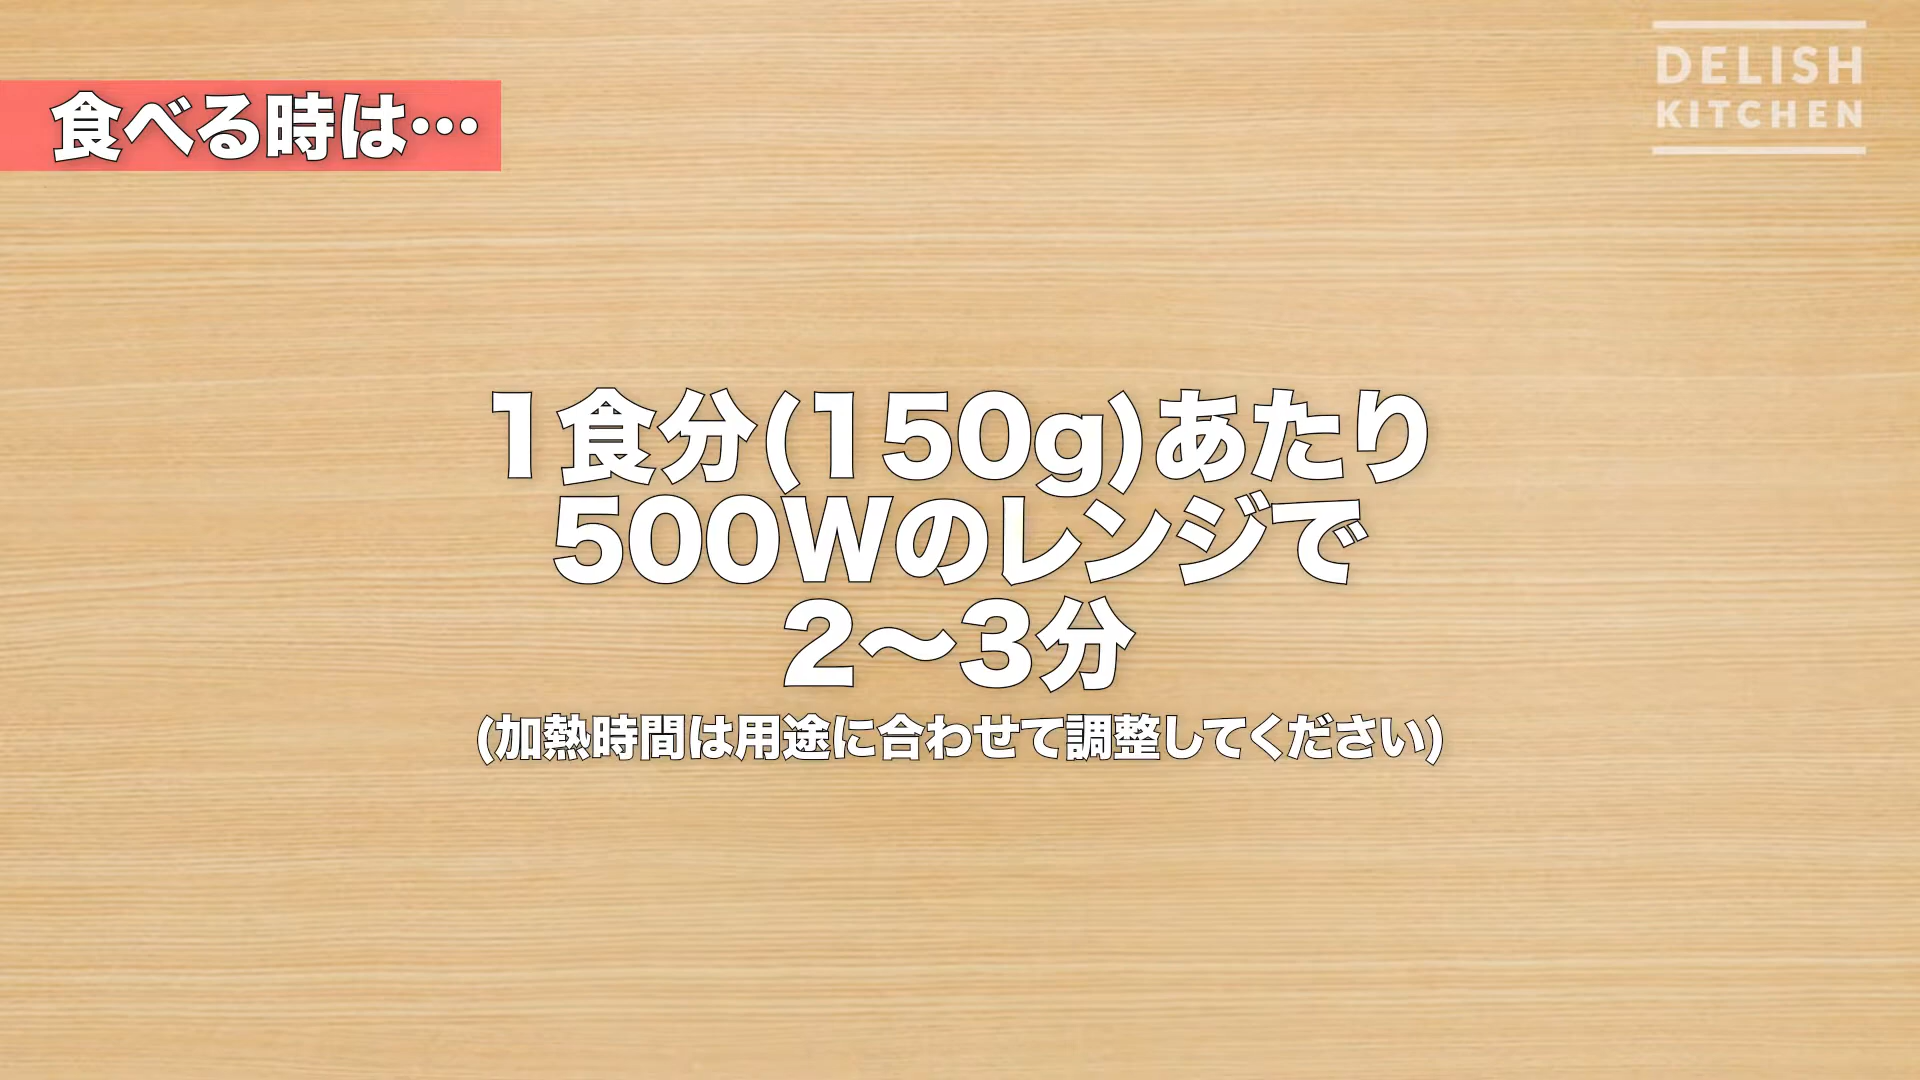 食べる時は…
DELISH
KITCHEN
1食分(150g)あたり
500Wのレンジで
2〜3分
(加熱時間は用途に合わせて調整してください)